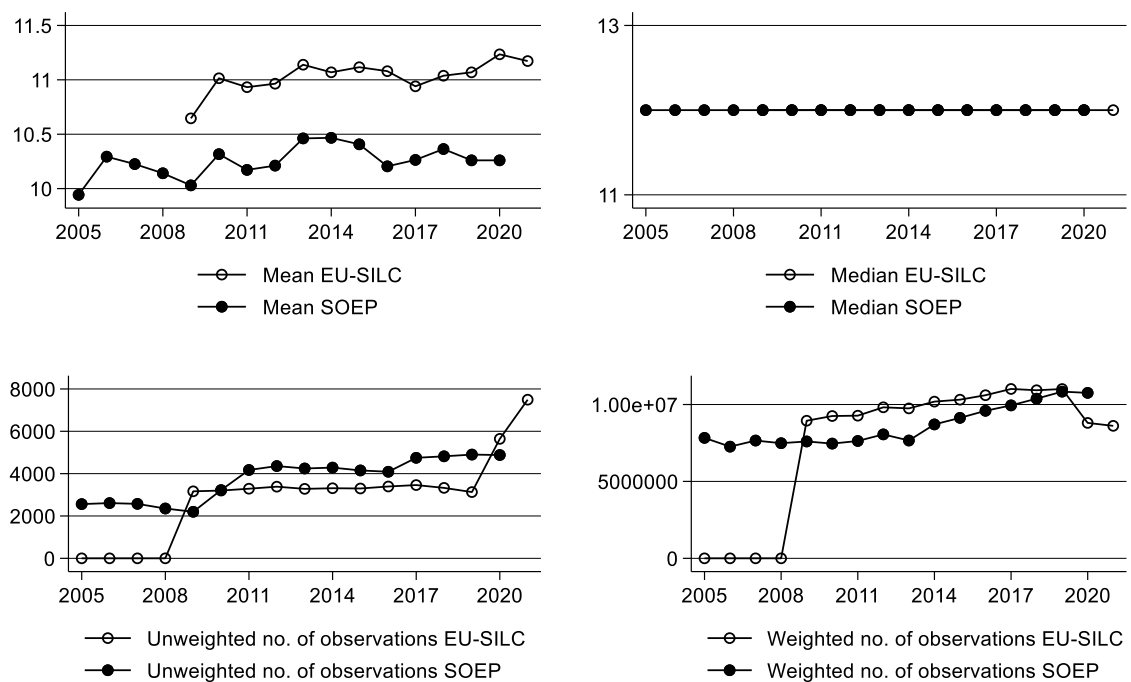 11.5
11
10.5
10
2005 2008 2011 2014 2017 2020
Mean EU-SILC
Mean SOEP
13
11
2005 2008 2011 2014 2017 2020
Median EU-SILC
Median SOEP
8000
6000
4000
2000
0
2005 2008 2011 2014 2017 2020
Unweighted no. of observations EU-SILC
Unweighted no. of observations SOEP
1.00e+07
5000000
0
2005 2008 2011 2014 2017 2020
Weighted no. of observations EU-SILC
Weighted no. of observations SOEP